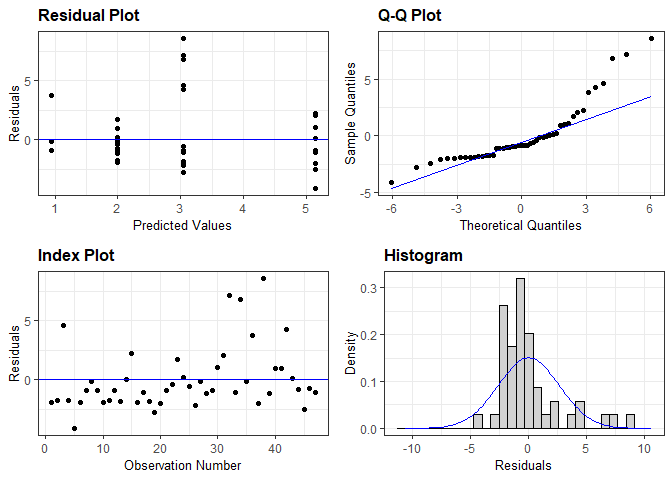 Residual Plot
Residuals
5
0
1
2
3
4
5
Predicted Values
Q-Q Plot
Sample Quantiles
5
0
-5
-6
-3
0
3
6
Theoretical Quantiles
Index Plot
Residuals
5
0
0
10
20
30
40
Observation Number
Histogram
Density
0.3
0.2
0.1
0.0
-10
-5
0
5
10
Residuals